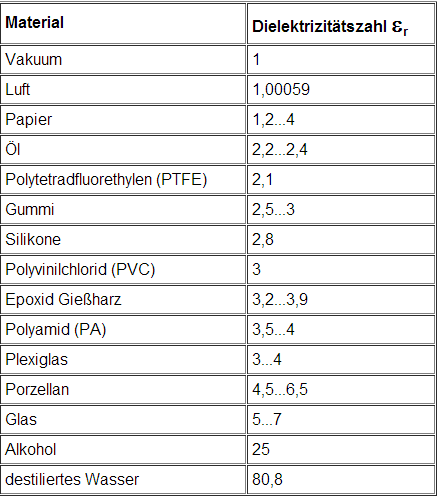 Material Dielektrizitätszahl εr
Vakuum 1
Luft 1,00059
Papier 1,2...4
Öl 2,2...2,4
Polytetradfluorethylen (PTFE) 2,1
Gummi 2,5...3
Silikone 2,8
Polyvinilchlorid (PVC) 3
Epoxid Gießharz 3,2...3,9
Polyamid (PA) 3,5...4
Plexiglas 3...4
Porzellan 4,5...6,5
Glas 5...7
Alkohol 25
destiliertes Wasser 80,8